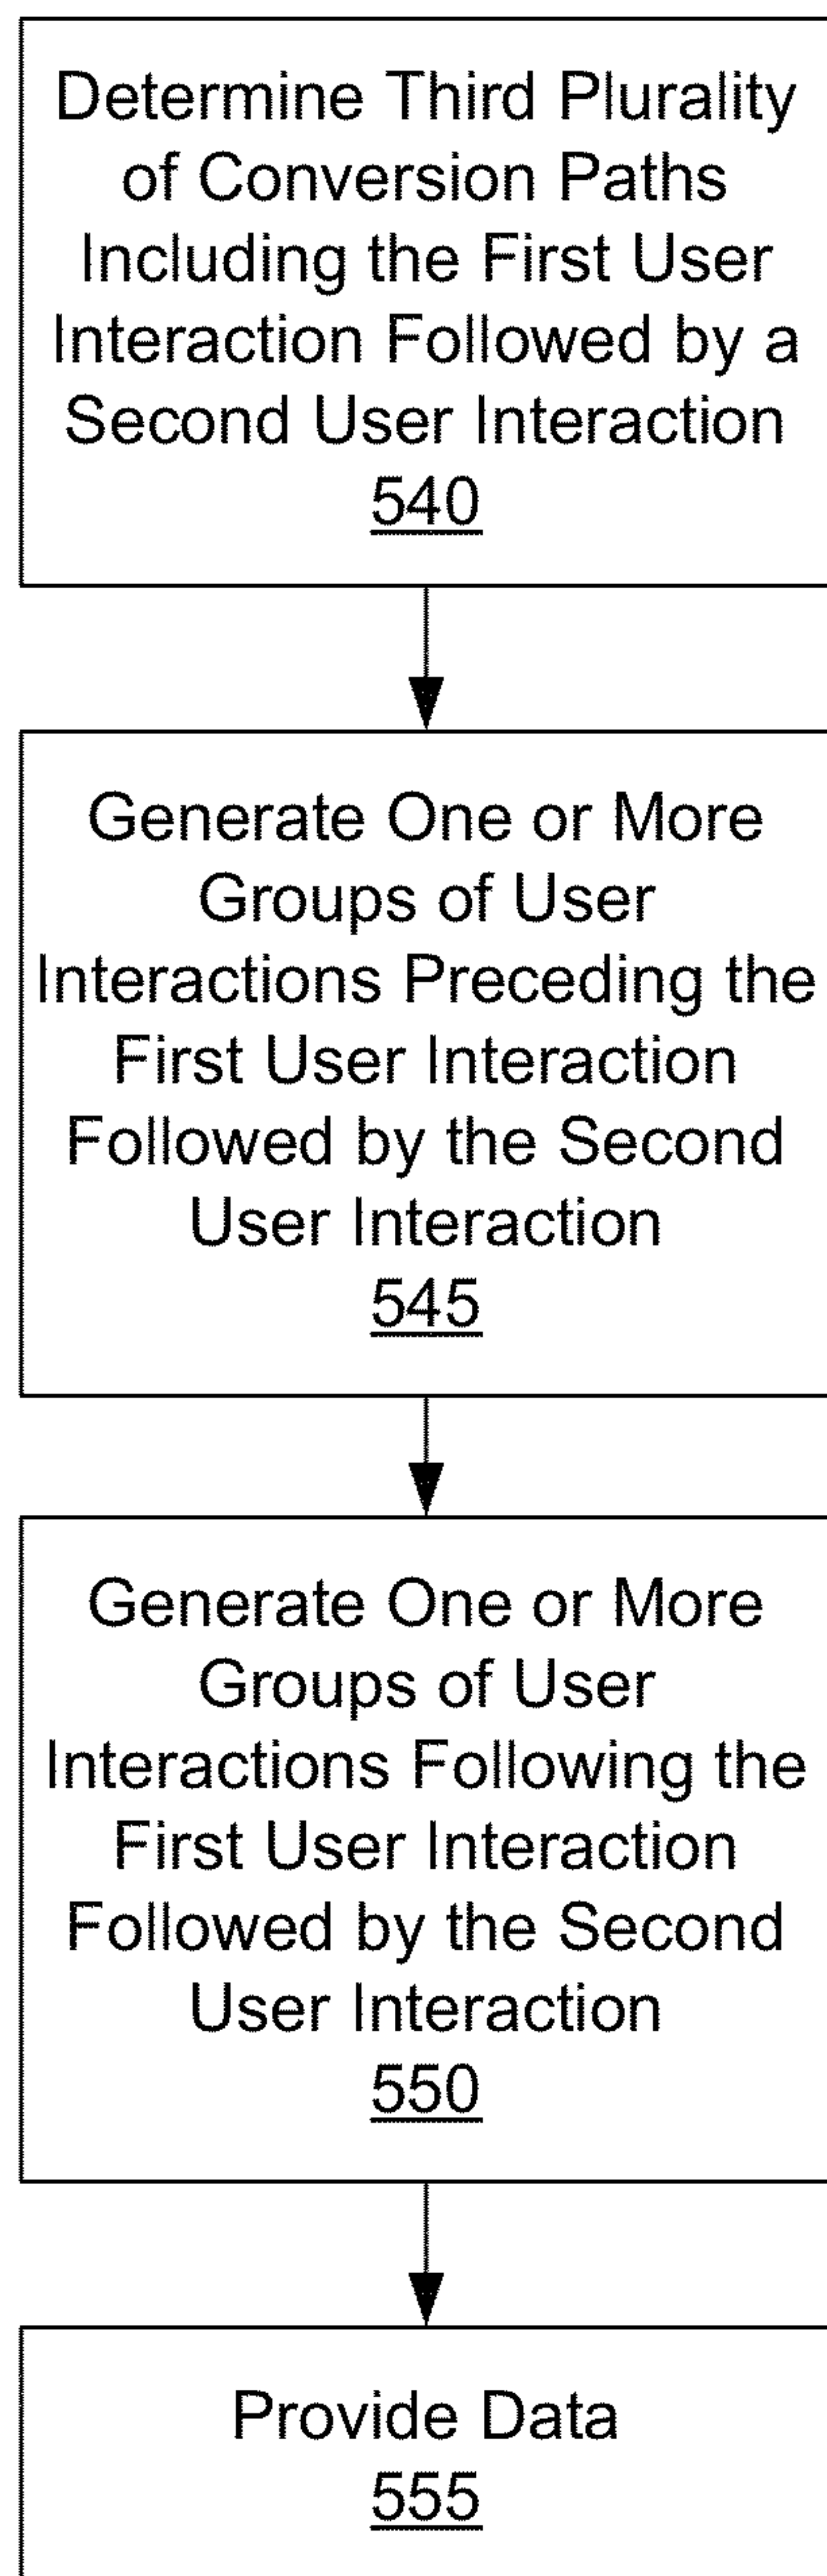 Determine Third Plurality
of Conversion Paths
Including the First User
Interaction Followed by a
Second User Interaction
540
Generate One or More
Groups of User
Interactions Preceding the
First User Interaction
Followed by the Second
User Interaction
545
Generate One or More
Groups of User
Interactions Following the
First User Interaction
Followed by the Second
User Interaction
550
Provide Data
555